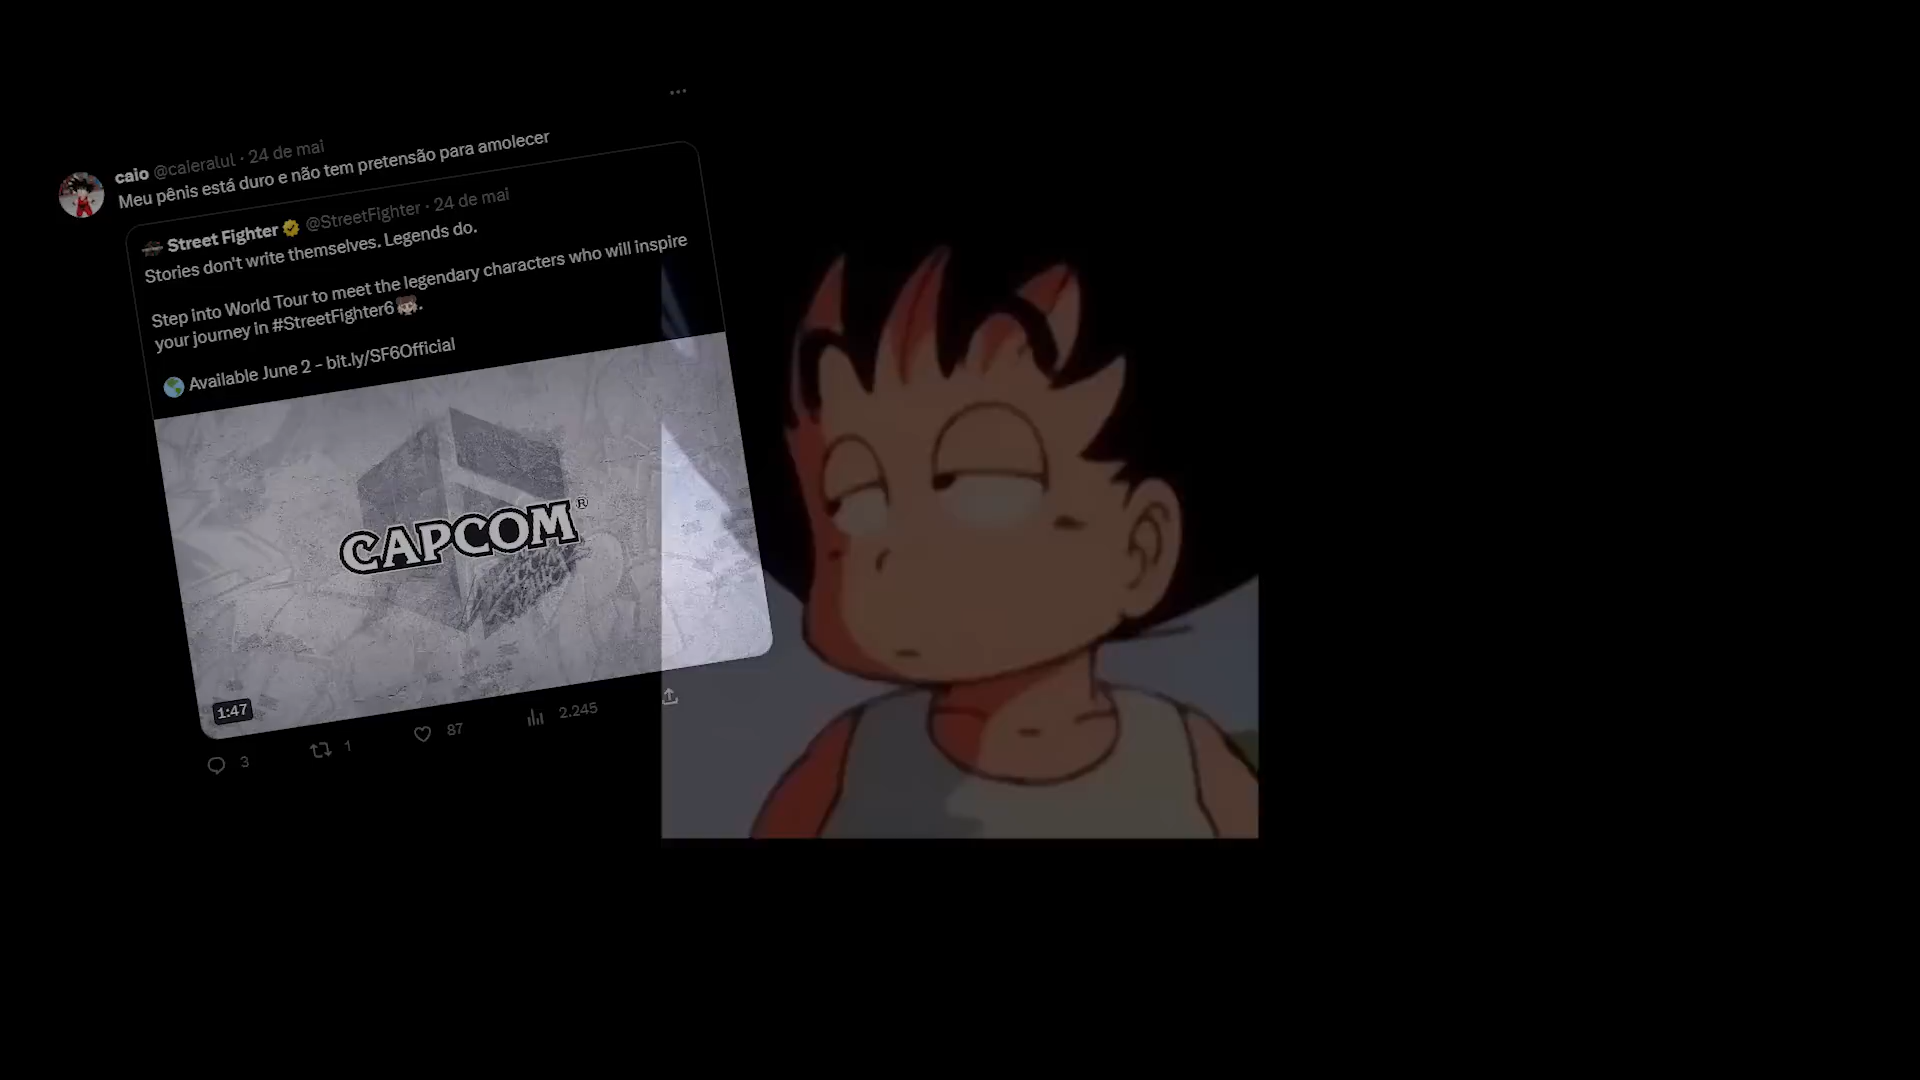 caio @caleralul · 24 de mai
Meu pênis está duro e não tem pretensão para amolecer
Street Fighter @StreetFighter · 24 de mai
Stories don't write themselves. Legends do.
Step into World Tour to meet the legendary characters who will inspire
your journey in #StreetFighter6.
Available June 2 - bit.ly/SF6Official
CAPCOM®
1:47
3 1 87 2.245